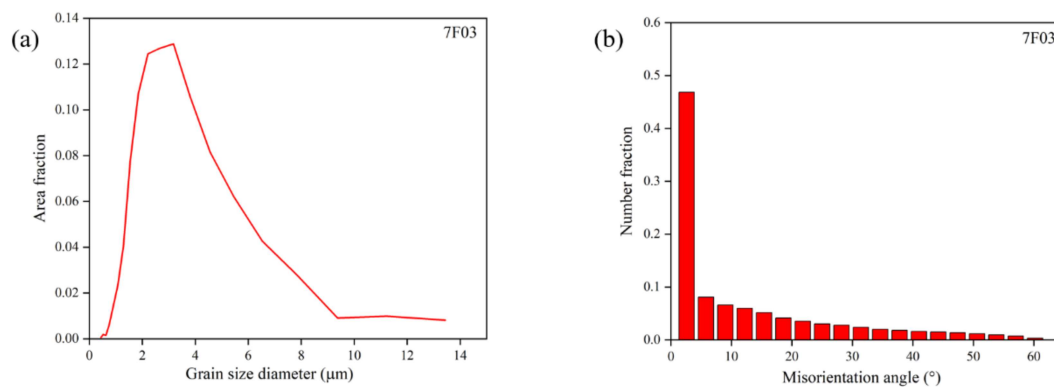 (a)
7F03
0.14
0.12
0.10
0.08
0.06
0.04
0.02
0.00
Area fraction
0 2 4 6 8 10 12 14
Grain size diameter (μm)
(b)
7F03
0.6
0.5
0.4
0.3
0.2
0.1
0.0
Number fraction
0 10 20 30 40 50 60
Misorientation angle (°)